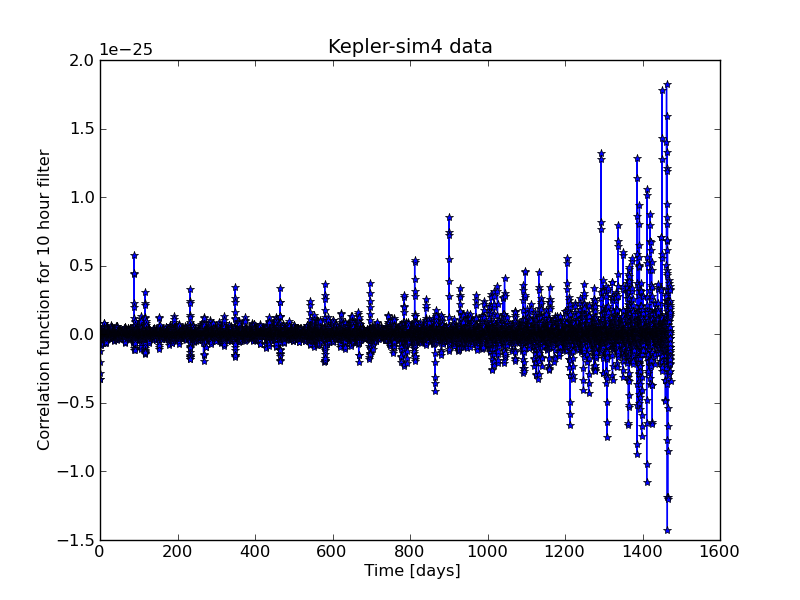 Kepler-sim4 data
1e−25
2.0
1.5
1.0
0.5
0.0
−0.5
−1.0
−1.5
Correlation function for 10 hour filter
0 200 400 600 800 1000 1200 1400 1600
Time [days]